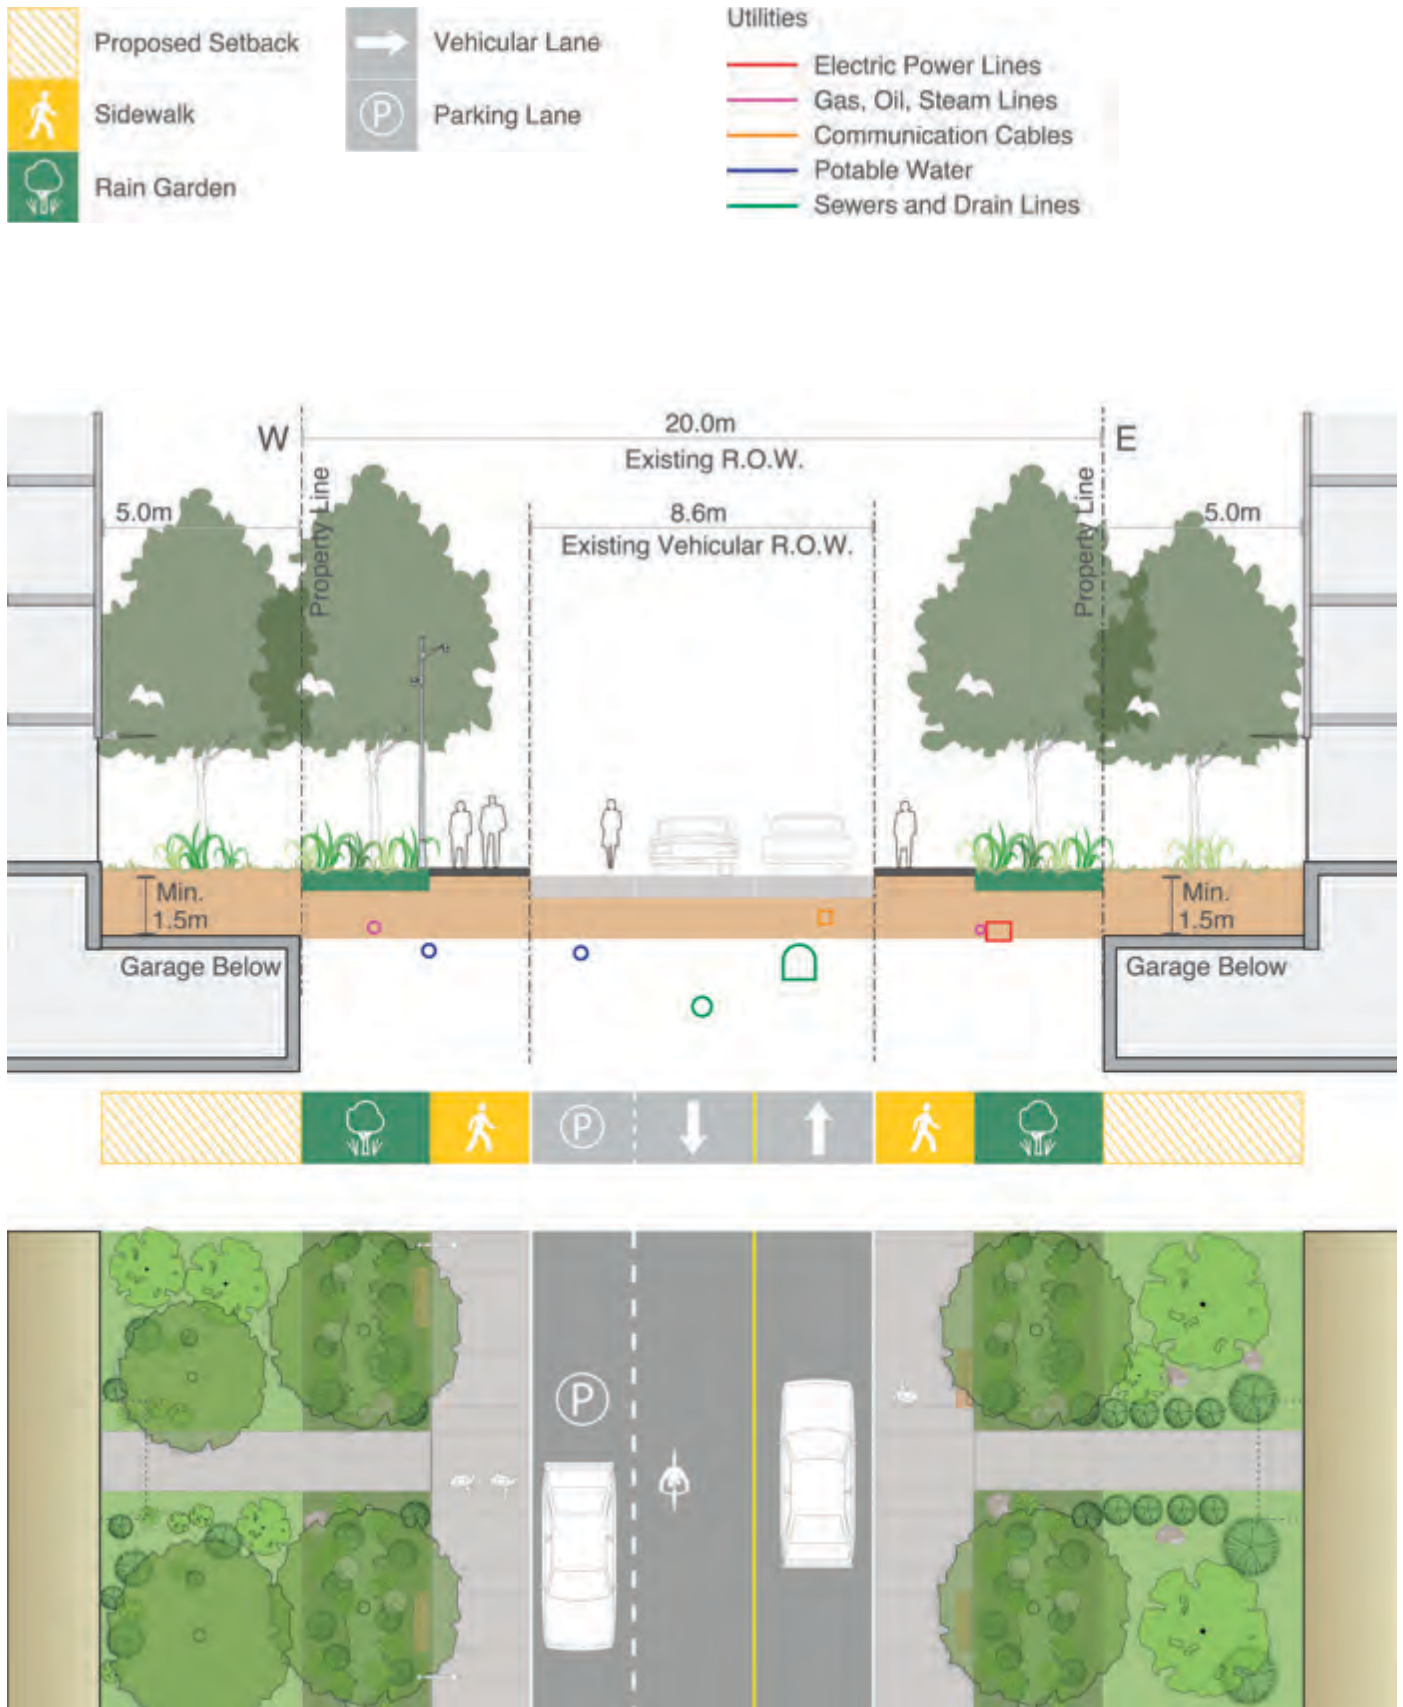 Proposed Setback
Sidewalk
Rain Garden
Vehicular Lane
P
Parking Lane
Utilities
Electric Power Lines
Gas, Oil, Steam Lines
Communication Cables
Potable Water
Sewers and Drain Lines
W
20.0m
E
Existing R.O.W.
5.0m
Property Line
8.6m
Existing Vehicular R.O.W.
Property Line
5.0m
Min.
1.5m
Min.
1.5m
Garage Below
Garage Below
P
P